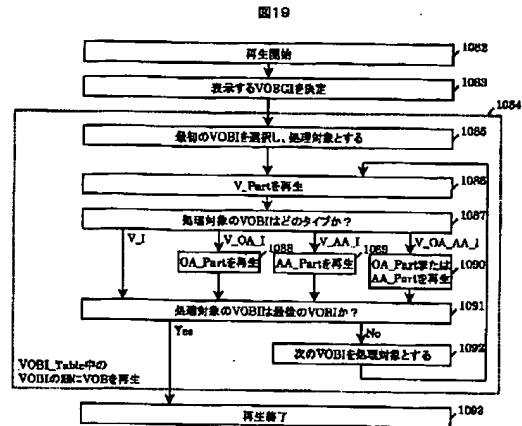 図19
再生開始
1082
表示するVOBGIを決定
1083
1084
最初のVOBIを選択し、処理対象とする
1085
V_Partを再生
1086
処理対象のVOBIはどのタイプか？
1087
V_I
V_OA_I
1088
V_AA_I
1089
V_OA_AA_I
OA_Partを再生
AA_Partを再生
OA_Partまたは
AA_Partを再生
1090
処理対象のVOBIは最後のVOBIか？
1091
Yes
No
次のVOBIを処理対象とする
1092
VOBI_Table中の
VOBIの順にVOBを再生
再生終了
1093